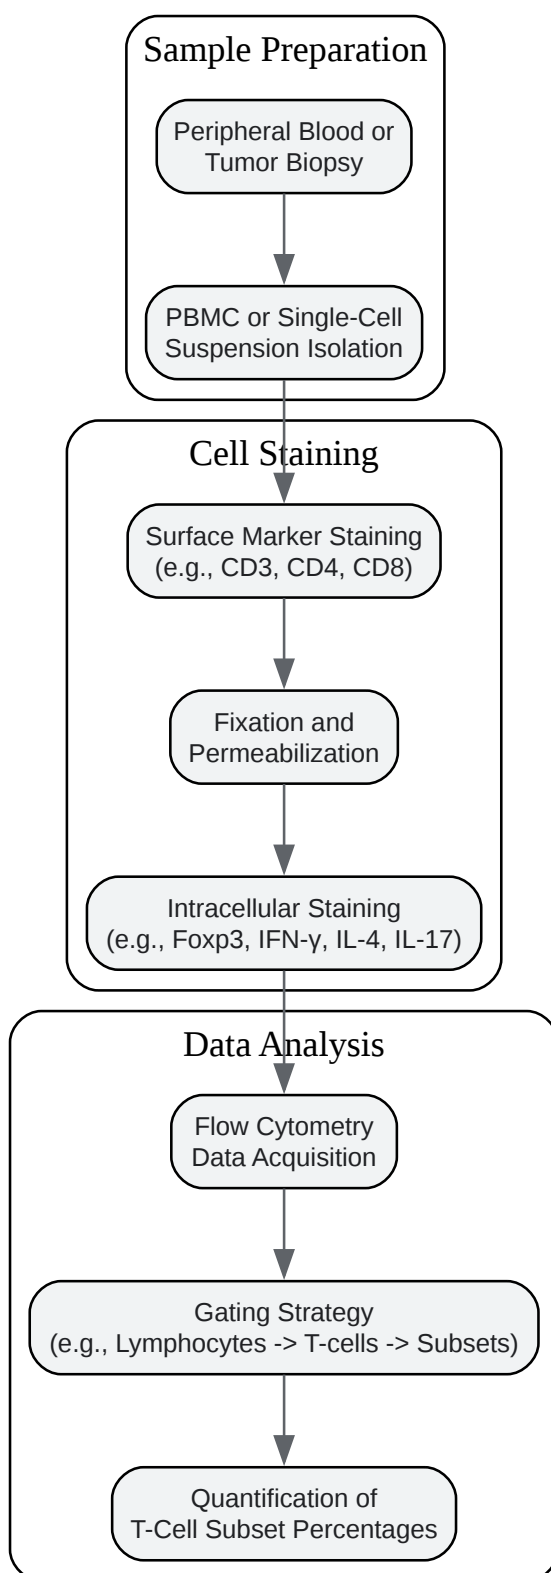 Sample Preparation
Peripheral Blood or
Tumor Biopsy
PBMC or Single-Cell
Suspension Isolation
Cell Staining
Surface Marker Staining
(e.g., CD3, CD4, CD8)
Fixation and
Permeabilization
Intracellular Staining
(e.g., Foxp3, IFN-γ, IL-4, IL-17)
Data Analysis
Flow Cytometry
Data Acquisition
Gating Strategy
(e.g., Lymphocytes -> T-cells -> Subsets)
Quantification of
T-Cell Subset Percentages